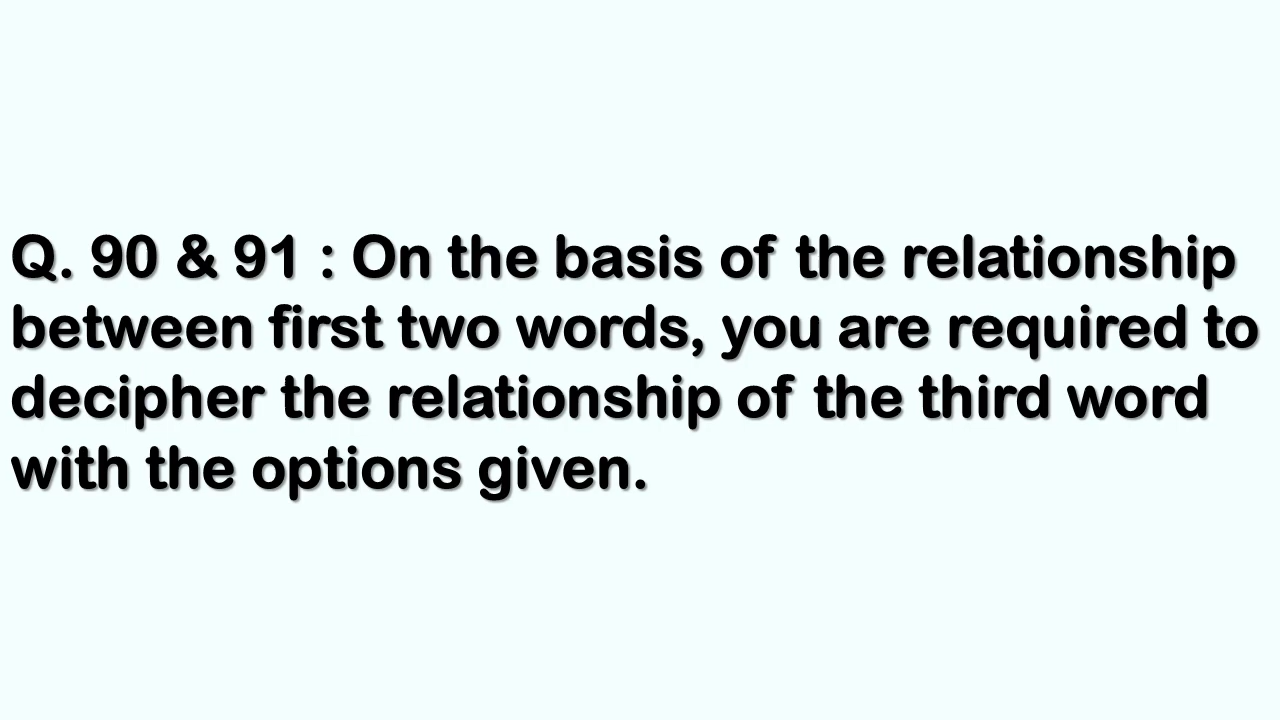 Q. 90 & 91 : On the basis of the relationship
between first two words, you are required to
decipher the relationship of the third word
with the options given.